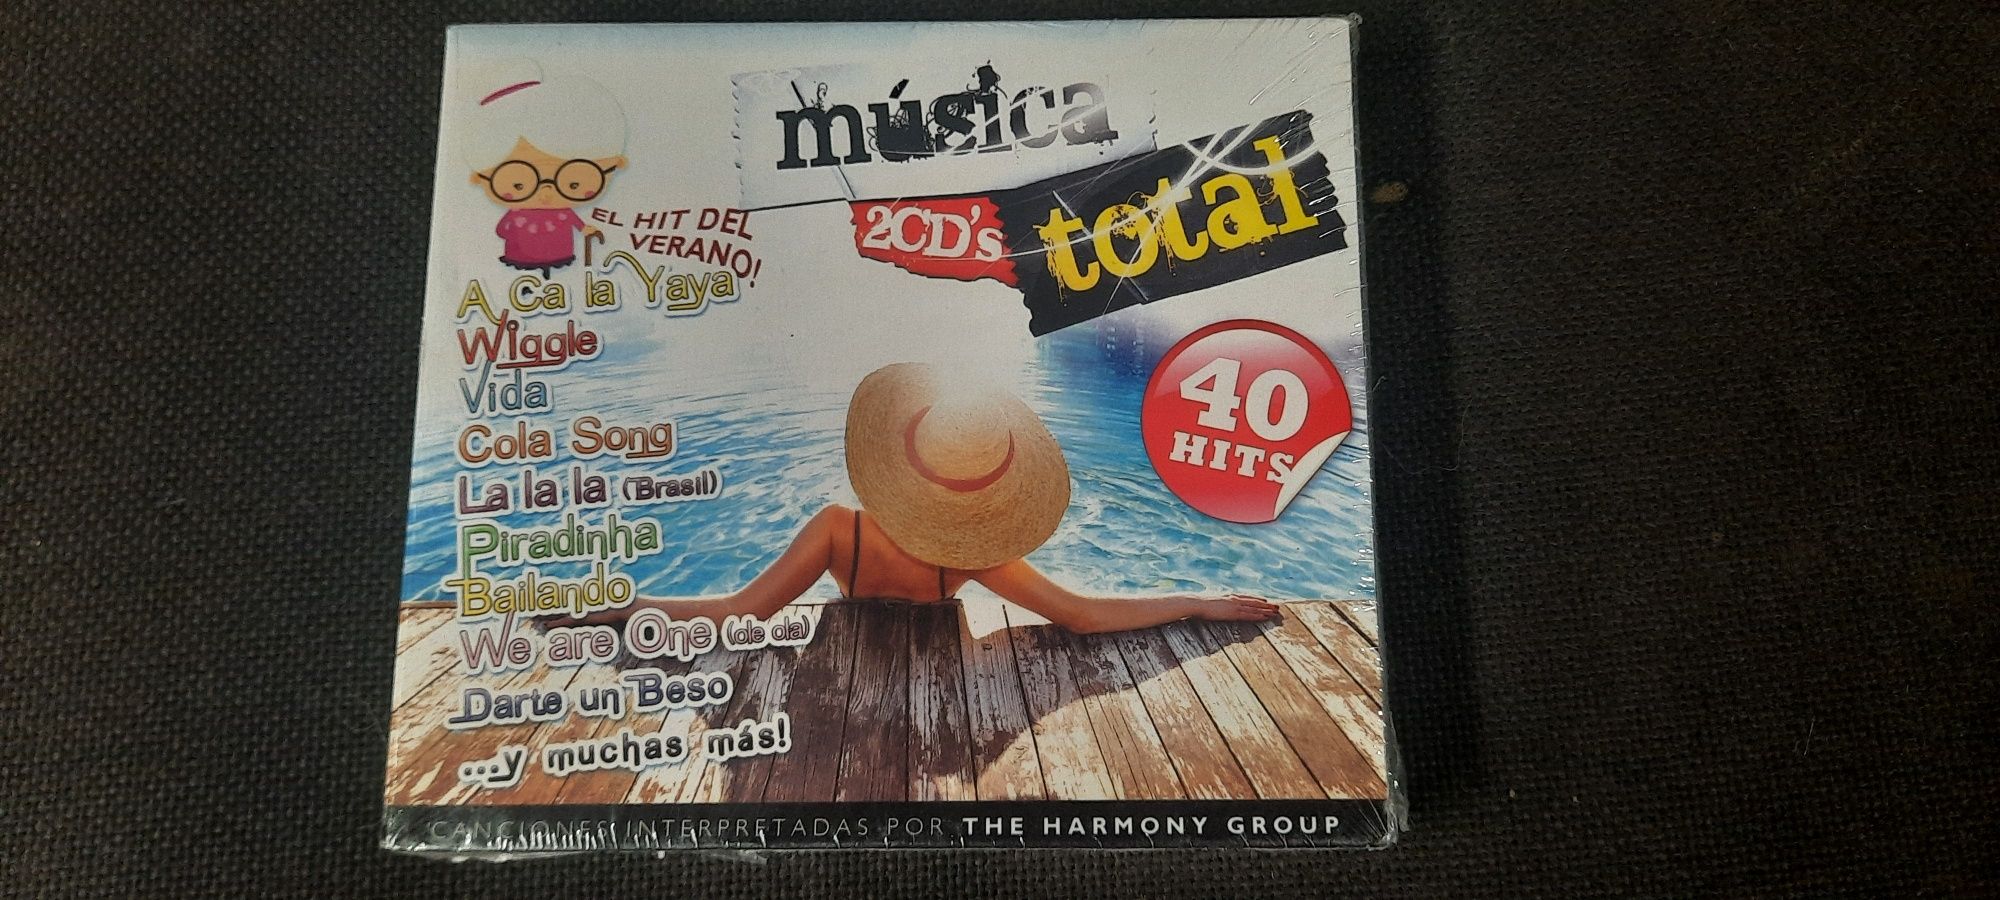 música
2CD's
total
EL HIT DEL
VERANO!
A Ca la Yaya
Wiggle
Vida
Cola Song
La la la (Brasil)
Piradinha
Bailando
We are One (ole ola)
Darte un Beso
...y muchas más!
40
HITS
CANCIONES INTERPRETADAS POR THE HARMONY GROUP